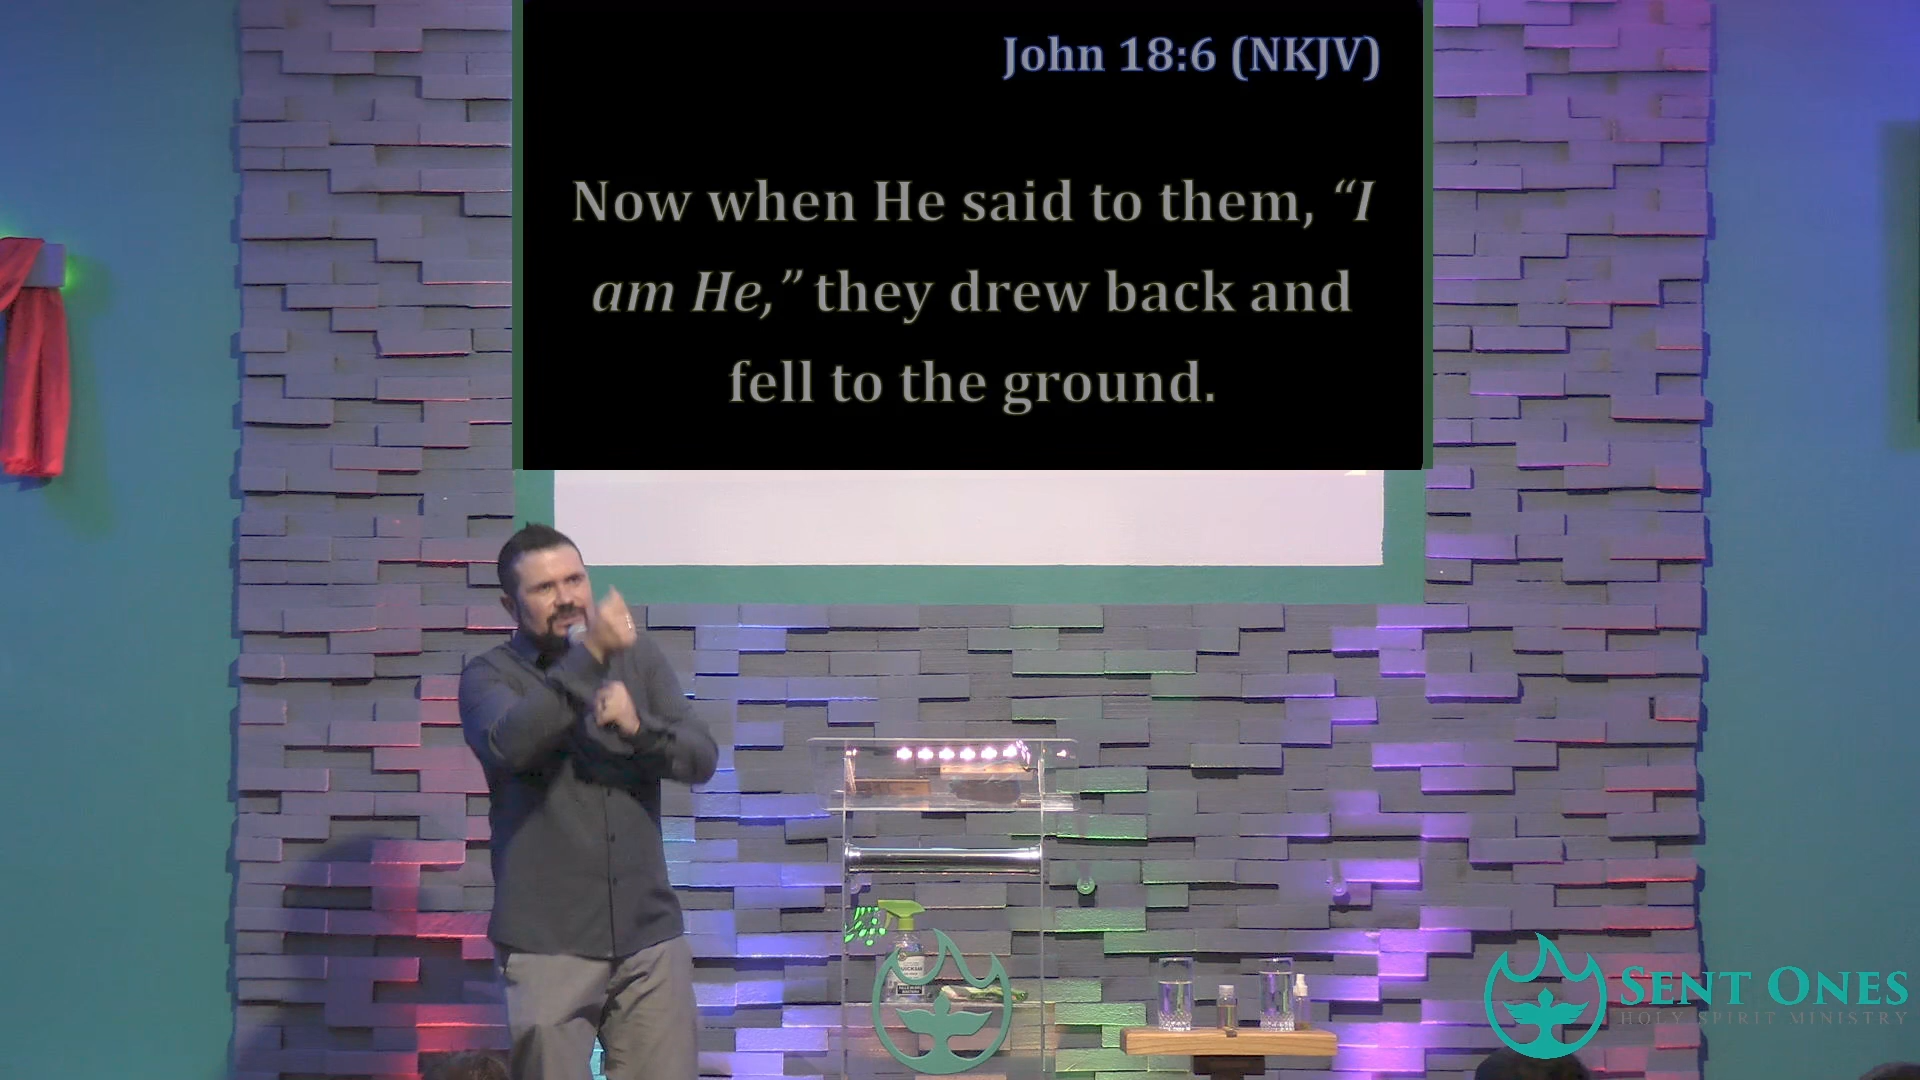 John 18:6 (NKJV)
Now when He said to them, “I
am He,” they drew back and
fell to the ground.
SENT ONES
HOLY SPIRIT MINISTRY